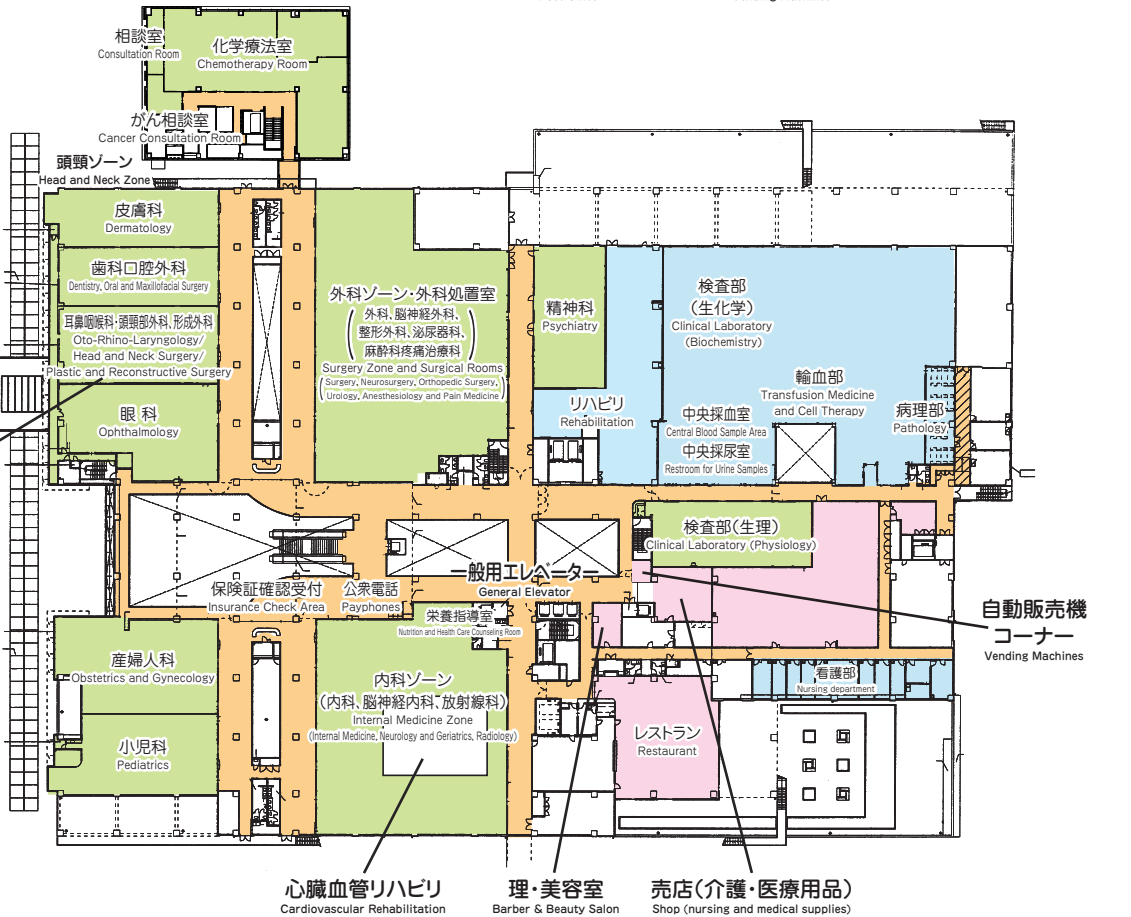 相談室
Consultation Room
化学療法室
Chemotherapy Room
がん相談室
Cancer Consultation Room
頭頸ゾーン
Head and Neck Zone
皮膚科
Dermatology
歯科口腔外科
Dentistry, Oral and Maxillofacial Surgery
耳鼻咽喉科・頭頸部外科、形成外科
Oto-Rhino-Laryngology/
Head and Neck Surgery/
Plastic and Reconstructive Surgery
眼科
Ophthalmology
外科ゾーン・外科処置室
外科、脳神経外科、
整形外科、泌尿器科、
麻酔科疼痛治療科
Surgery Zone and Surgical Rooms
(Surgery, Neurosurgery, Orthopedic Surgery,
Urology, Anesthesiology and Pain Medicine)
精神科
Psychiatry
リハビリ
Rehabilitation
検査部
(生化学)
Clinical Laboratory
(Biochemistry)
輸血部
Transfusion Medicine
and Cell Therapy
中央採血室
Central Blood Sample Area
中央採尿室
Restroom for Urine Samples
病理部
Pathology
検査部(生理)
Clinical Laboratory (Physiology)
一般用エレベーター
General Elevator
保険証確認受付
Insurance Check Area
公衆電話
Payphones
栄養指導室
Nutrition and Health Care Counseling Room
自動販売機
コーナー
Vending Machines
産婦人科
Obstetrics and Gynecology
内科ゾーン
(内科、脳神経内科、放射線科)
Internal Medicine Zone
(Internal Medicine, Neurology and Geriatrics, Radiology)
看護部
Nursing department
小児科
Pediatrics
レストラン
Restaurant
心臓血管リハビリ
Cardiovascular Rehabilitation
理・美容室
Barber & Beauty Salon
売店(介護・医療用品)
Shop (nursing and medical supplies)